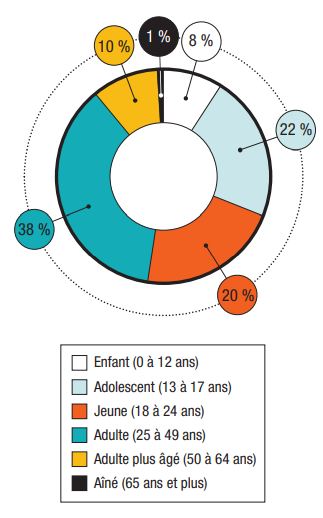 1 %
8 %
10 %
22 %
38 %
20 %
Enfant (0 à 12 ans)
Adolescent (13 à 17 ans)
Jeune (18 à 24 ans)
Adulte (25 à 49 ans)
Adulte plus âgé (50 à 64 ans)
Aîné (65 ans et plus)